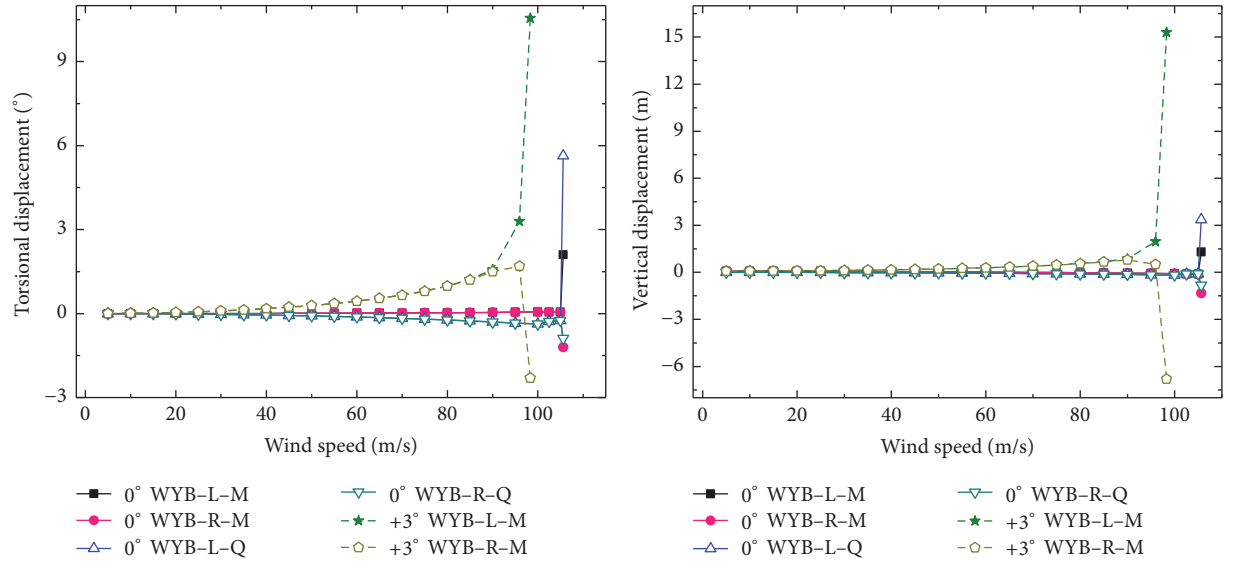 Torsional displacement (°)
9
6
3
0
−3
0
20
40
60
80
100
Wind speed (m/s)
0° WYB–L–M
0° WYB–R–M
0° WYB–L–Q
0° WYB–R–Q
+3° WYB–L–M
+3° WYB–R–M
Vertical displacement (m)
15
12
9
6
3
0
−3
−6
0
20
40
60
80
100
Wind speed (m/s)
0° WYB–L–M
0° WYB–R–M
0° WYB–L–Q
0° WYB–R–Q
+3° WYB–L–M
+3° WYB–R–M